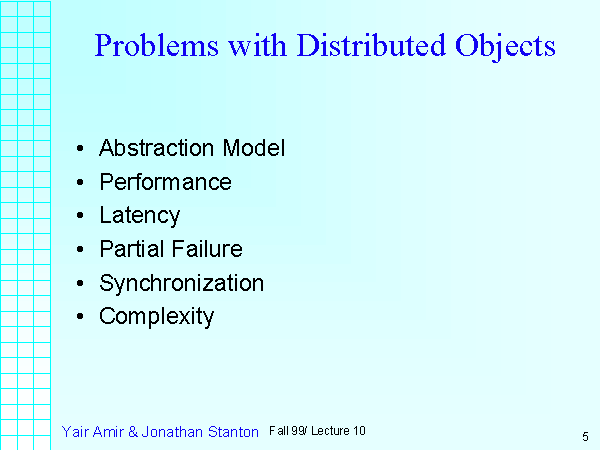 Problems with Distributed Objects
• Abstraction Model
• Performance
• Latency
• Partial Failure
• Synchronization
• Complexity
Yair Amir & Jonathan Stanton Fall 99/ Lecture 10 5